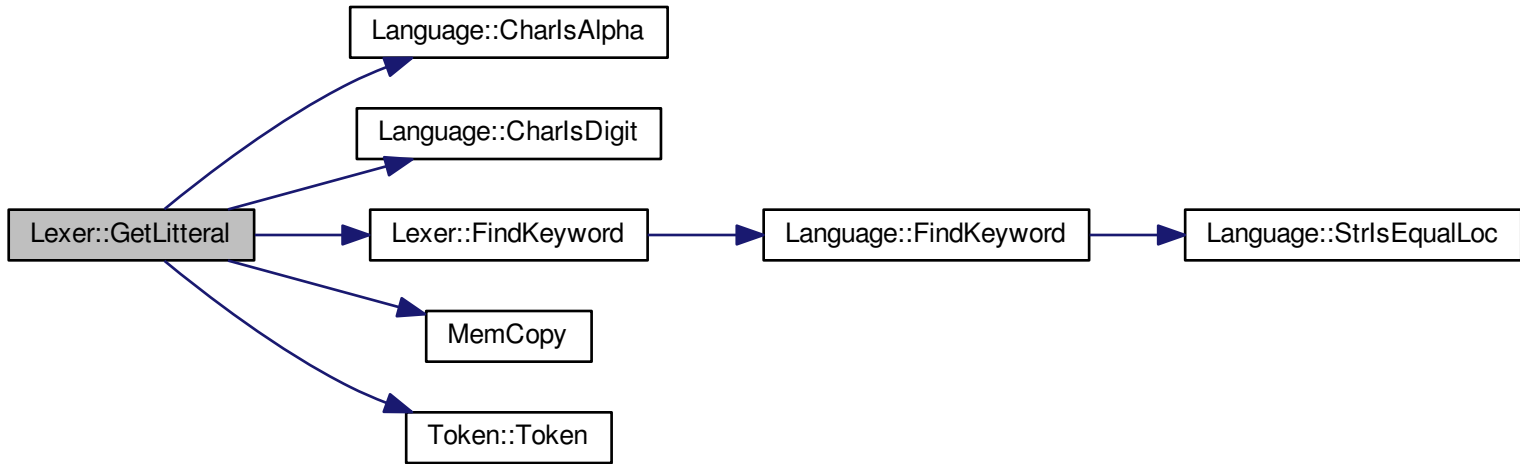 Language::CharIsAlpha
Language::CharIsDigit
Lexer::GetLitteral
Lexer::FindKeyword
Language::FindKeyword
Language::StrIsEqualLoc
MemCopy
Token::Token